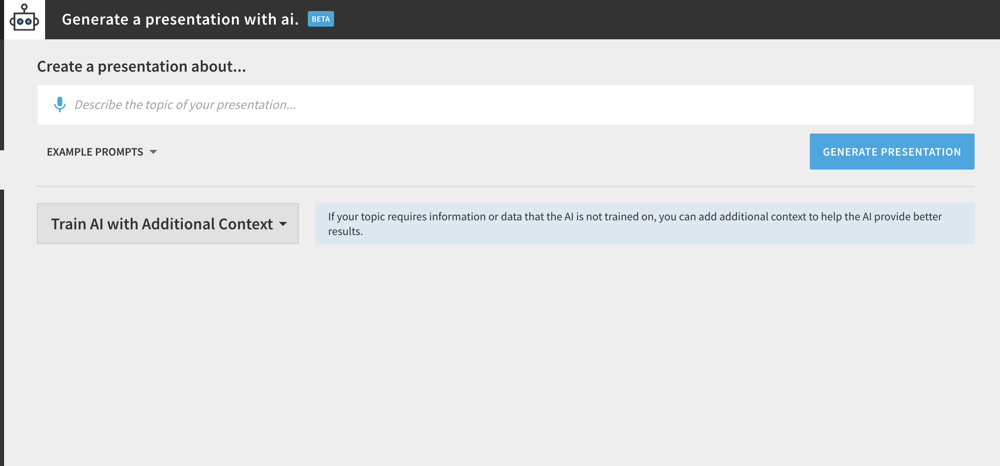 Generate a presentation with ai. BETA
Create a presentation about...
Describe the topic of your presentation...
EXAMPLE PROMPTS
GENERATE PRESENTATION
Train AI with Additional Context
If your topic requires information or data that the AI is not trained on, you can add additional context to help the AI provide better
results.